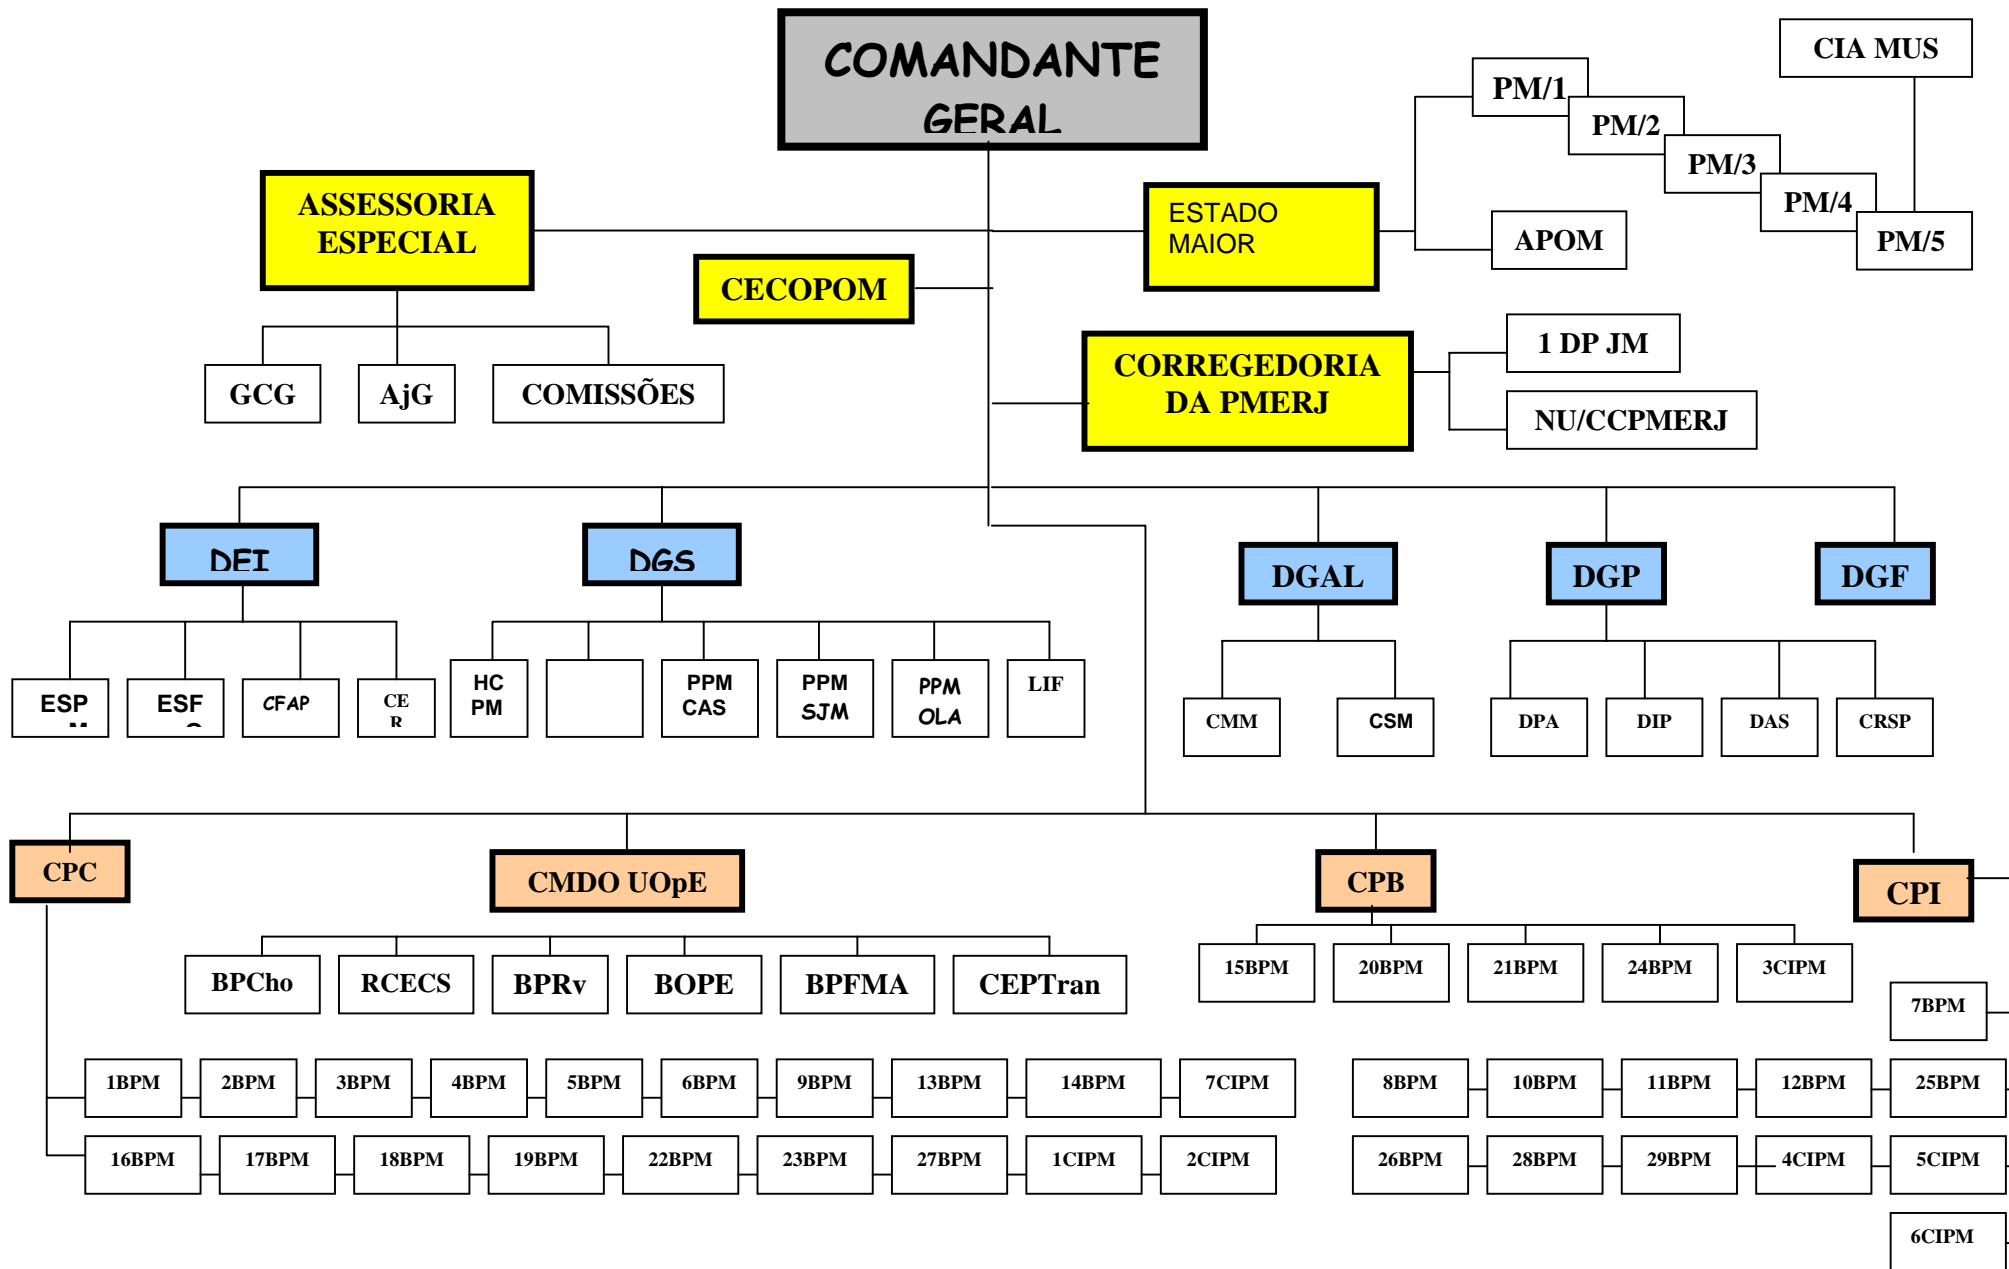 COMANDANTE
GERAL
CIA MUS
PM/1
PM/2
PM/3
PM/4
PM/5
ASSESSORIA
ESPECIAL
ESTADO
MAIOR
APOM
CECOPOM
GCG
AjG
COMISSÕES
CORREGEDORIA
DA PMERJ
1 DP JM
NU/CCPMERJ
DEI
DGS
DGAL
DGP
DGF
ESP
M
ESF
CFAP
CE
R
HC
PM
PPM
CAS
PPM
SJM
PPM
OLA
LIF
CMM
CSM
DPA
DIP
DAS
CRSP
CPC
CMDO UOpE
CPB
CPI
BPCho
RCECS
BPRv
BOPE
BPFMA
CEPTran
15BPM
20BPM
21BPM
24BPM
3CIPM
7BPM
1BPM
2BPM
3BPM
4BPM
5BPM
6BPM
9BPM
13BPM
14BPM
7CIPM
8BPM
10BPM
11BPM
12BPM
25BPM
16BPM
17BPM
18BPM
19BPM
22BPM
23BPM
27BPM
1CIPM
2CIPM
26BPM
28BPM
29BPM
4CIPM
5CIPM
6CIPM